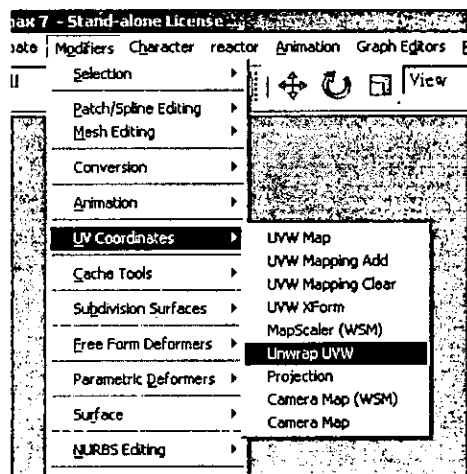 max 7 - Stand-alone License
Modifiers Character reactor Animation Graph Editors
View
Selection
Patch/Spline Editing
Mesh Editing
Conversion
Animation
UV Coordinates
Cache Tools
Subdivision Surfaces
Free Form Deformers
Parametric Deformers
Surface
NURBS Editing
UVW Map
UVW Mapping Add
UVW Mapping Clear
UVW XForm
MapScaler (WSM)
Unwrap UVW
Projection
Camera Map (WSM)
Camera Map